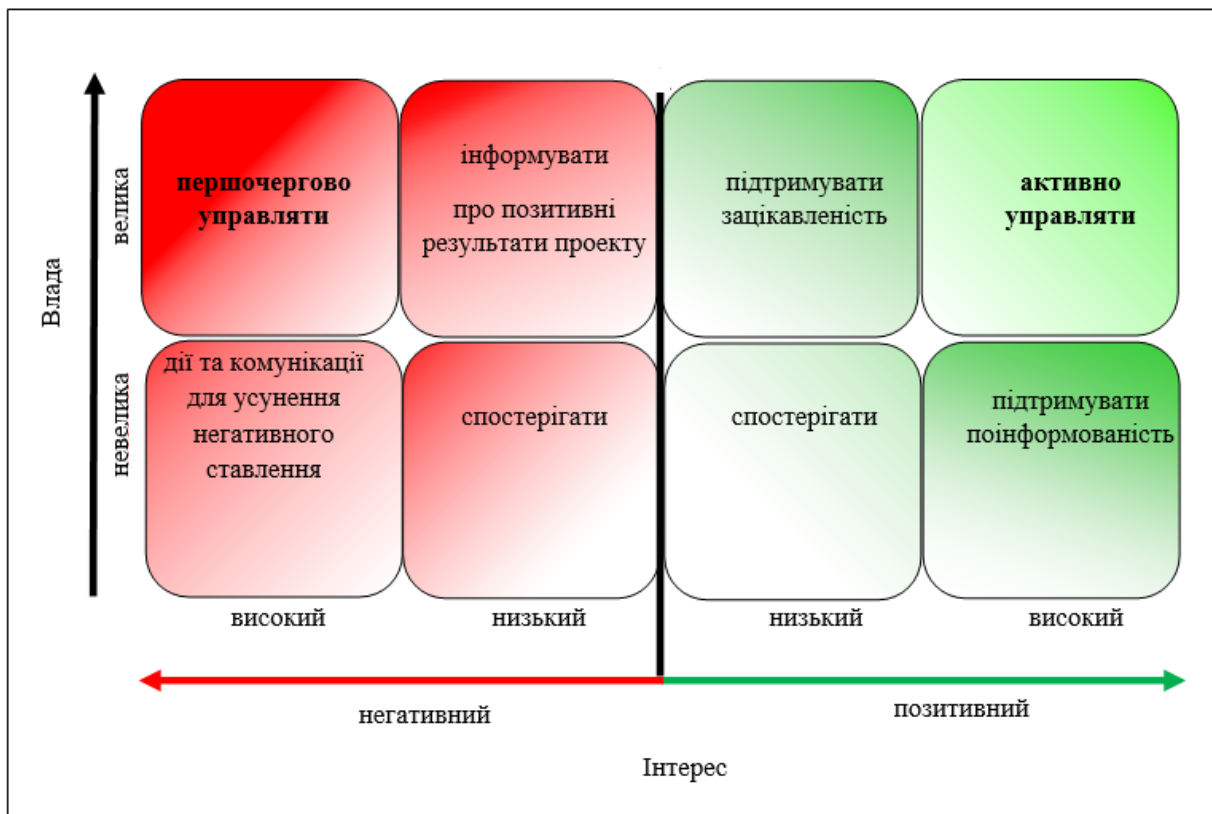 Влада
велика
невелика
першочергово
управляти
інформувати
про позитивні
результати проекту
підтримувати
зацікавленість
активно
управляти
дії та комунікації
для усунення
негативного
ставлення
спостерігати
спостерігати
підтримувати
поінформованість
високий
низький
низький
високий
негативний
позитивний
Інтерес